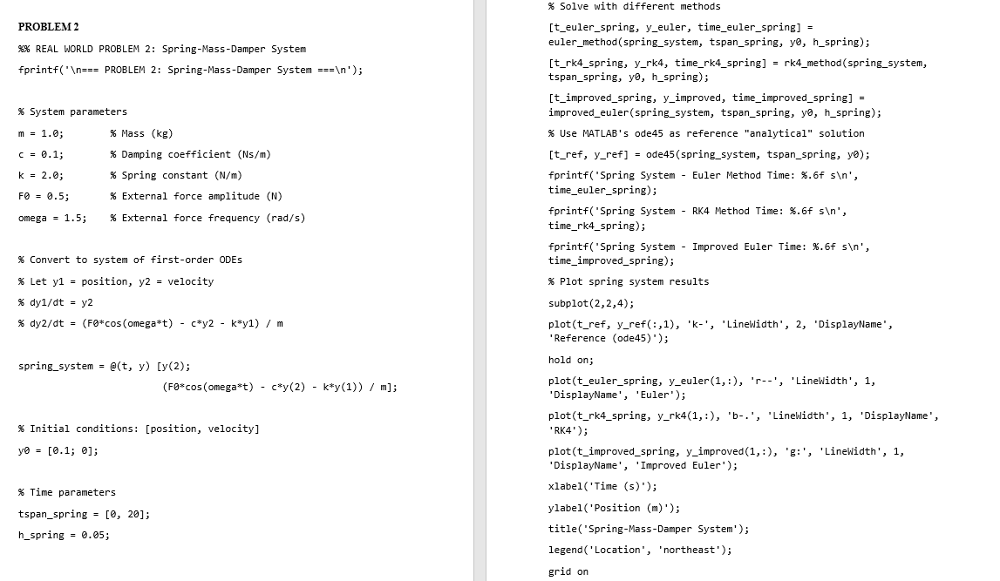 PROBLEM 2
%% REAL WORLD PROBLEM 2: Spring-Mass-Damper System
fprintf('\n=== PROBLEM 2: Spring-Mass-Damper System ===\n');
% System parameters
m = 1.0;        % Mass (kg)
c = 0.1;        % Damping coefficient (Ns/m)
k = 2.0;        % Spring constant (N/m)
F0 = 0.5;       % External force amplitude (N)
omega = 1.5;    % External force frequency (rad/s)
% Convert to system of first-order ODEs
% Let y1 = position, y2 = velocity
% dy1/dt = y2
% dy2/dt = (F0*cos(omega*t) - c*y2 - k*y1) / m
spring_system = @(t, y) [y(2);
                         (F0*cos(omega*t) - c*y(2) - k*y(1)) / m];
% Initial conditions: [position, velocity]
y0 = [0.1; 0];
% Time parameters
tspan_spring = [0, 20];
h_spring = 0.05;
% Solve with different methods
[t_euler_spring, y_euler, time_euler_spring] =
euler_method(spring_system, tspan_spring, y0, h_spring);
[t_rk4_spring, y_rk4, time_rk4_spring] = rk4_method(spring_system,
tspan_spring, y0, h_spring);
[t_improved_spring, y_improved, time_improved_spring] =
improved_euler(spring_system, tspan_spring, y0, h_spring);
% Use MATLAB's ode45 as reference "analytical" solution
[t_ref, y_ref] = ode45(spring_system, tspan_spring, y0);
fprintf('Spring System - Euler Method Time: %.6f s\n',
time_euler_spring);
fprintf('Spring System - RK4 Method Time: %.6f s\n',
time_rk4_spring);
fprintf('Spring System - Improved Euler Time: %.6f s\n',
time_improved_spring);
% Plot spring system results
subplot(2,2,4);
plot(t_ref, y_ref(:,1), 'k-', 'LineWidth', 2, 'DisplayName',
'Reference (ode45)');
hold on;
plot(t_euler_spring, y_euler(1,:), 'r--', 'LineWidth', 1,
'DisplayName', 'Euler');
plot(t_rk4_spring, y_rk4(1,:), 'b-.', 'LineWidth', 1, 'DisplayName',
'RK4');
plot(t_improved_spring, y_improved(1,:), 'g:', 'LineWidth', 1,
'DisplayName', 'Improved Euler');
xlabel('Time (s)');
ylabel('Position (m)');
title('Spring-Mass-Damper System');
legend('Location', 'northeast');
grid on